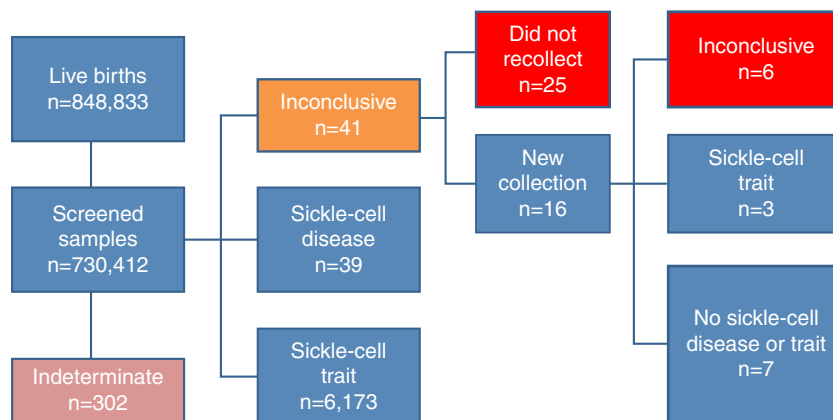 Live births
n=848,833
Screened
samples
n=730,412
Indeterminate
n=302
Inconclusive
n=41
Sickle-cell
disease
n=39
Sickle-cell
trait
n=6,173
Did not
recollect
n=25
New
collection
n=16
Inconclusive
n=6
Sickle-cell
trait
n=3
No sickle-cell
disease or trait
n=7